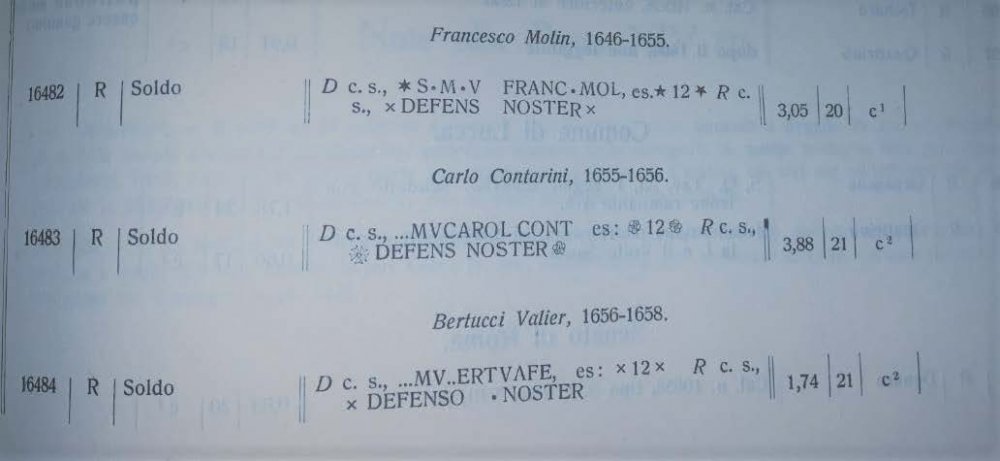 Francesco Molin, 1646-1655.
16482 R Soldo D c. s., ★ S·M·V FRANC·MOL, es.★ 12 ★ R c.
s., × DEFENS NOSTER× 3,05 20 c¹
Carlo Contarini, 1655-1656.
16483 R Soldo D c. s., ...MVCAROL CONT es: ❁ 12 ❁ R c. s.,
❁ DEFENS NOSTER ❁ 3,88 21 c²
Bertucci Valier, 1656-1658.
16484 R Soldo D c. s., ...MV..ERTVAFE, es: × 12 × R c. s.,
× DEFENSO · NOSTER 1,74 21 c²